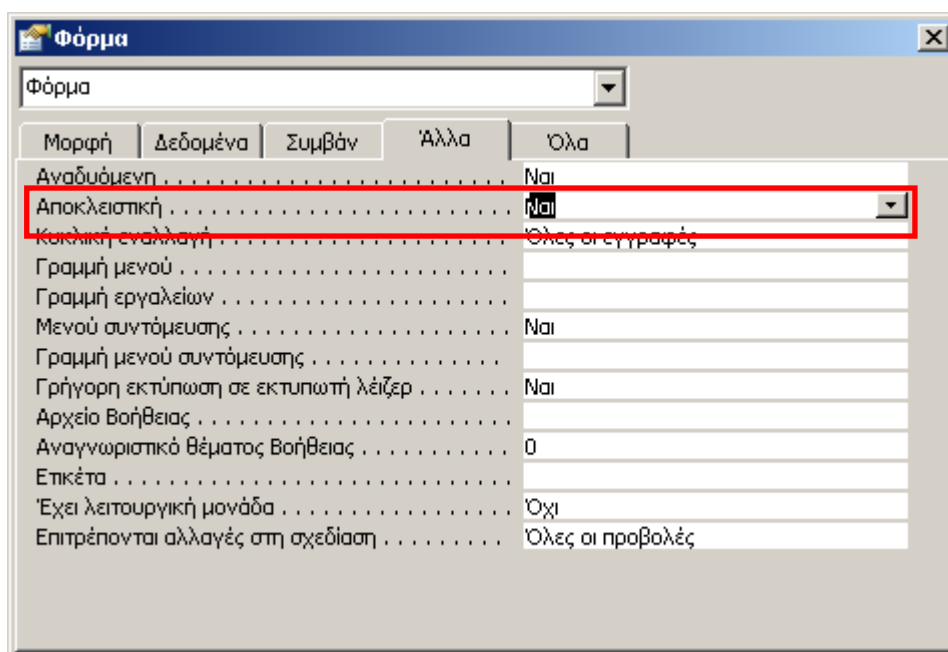 Φόρμα
Φόρμα
Μορφή Δεδομένα Συμβάν Άλλα Όλα
Αναδυόμενη . . . . . . . . . . . . . . . . . . . . . . . . . . Ναι
Αποκλειστική . . . . . . . . . . . . . . . . . . . . . . . . . Ναι
Κυκλική εναλλαγή . . . . . . . . . . . . . . . . . . . . . Όλες οι εγγραφές
Γραμμή μενού . . . . . . . . . . . . . . . . . . . . . . . .
Γραμμή εργαλείων . . . . . . . . . . . . . . . . . . . . .
Μενού συντόμευσης . . . . . . . . . . . . . . . . . . . . Ναι
Γραμμή μενού συντόμευσης . . . . . . . . . . . . . .
Γρήγορη εκτύπωση σε εκτυπωτή λέιζερ . . . . . . . Ναι
Αρχείο Βοήθειας . . . . . . . . . . . . . . . . . . . . . . .
Αναγνωριστικό θέματος Βοήθειας . . . . . . . . . . . 0
Ετικέτα . . . . . . . . . . . . . . . . . . . . . . . . . . . . .
Έχει λειτουργική μονάδα . . . . . . . . . . . . . . . . . Όχι
Επιτρέπονται αλλαγές στη σχεδίαση . . . . . . . . . Όλες οι προβολές